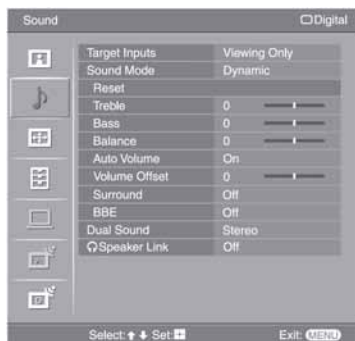 Sound Digital
Target Inputs Viewing Only
Sound Mode Dynamic
Reset
Treble 0
Bass 0
Balance 0
Auto Volume On
Volume Offset 0
Surround Off
BBE Off
Dual Sound Stereo
Speaker Link Off
Select: Set: Exit: MENU